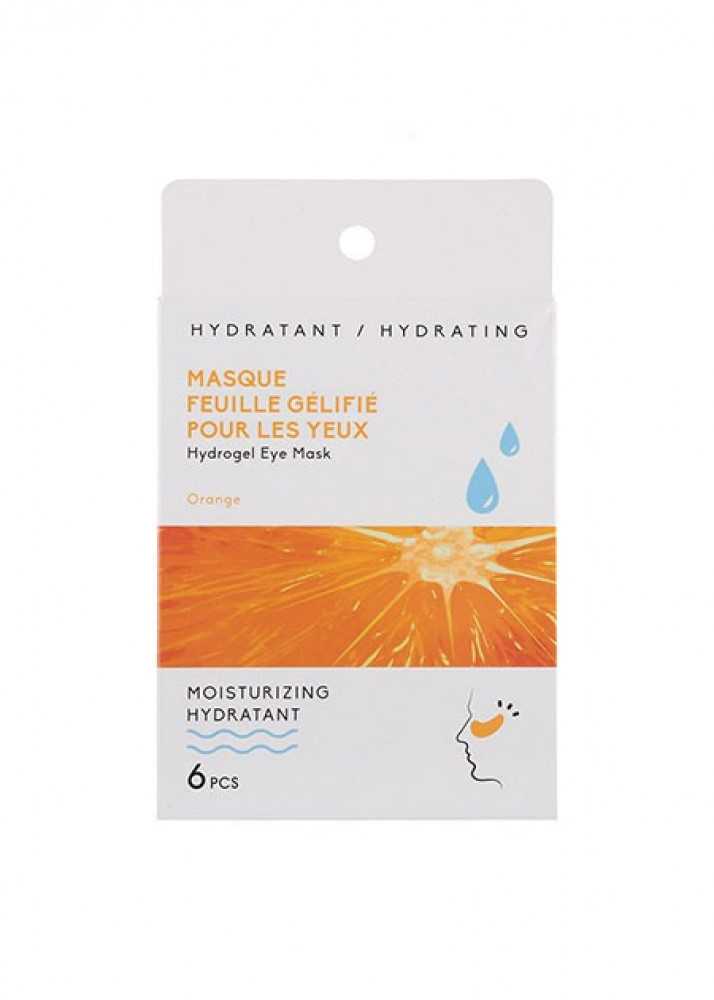 HYDRATANT / HYDRATING
MASQUE
FEUILLE GÉLIFIÉ
POUR LES YEUX
Hydrogel Eye Mask
Orange
MOISTURIZING
HYDRATANT
6 PCS